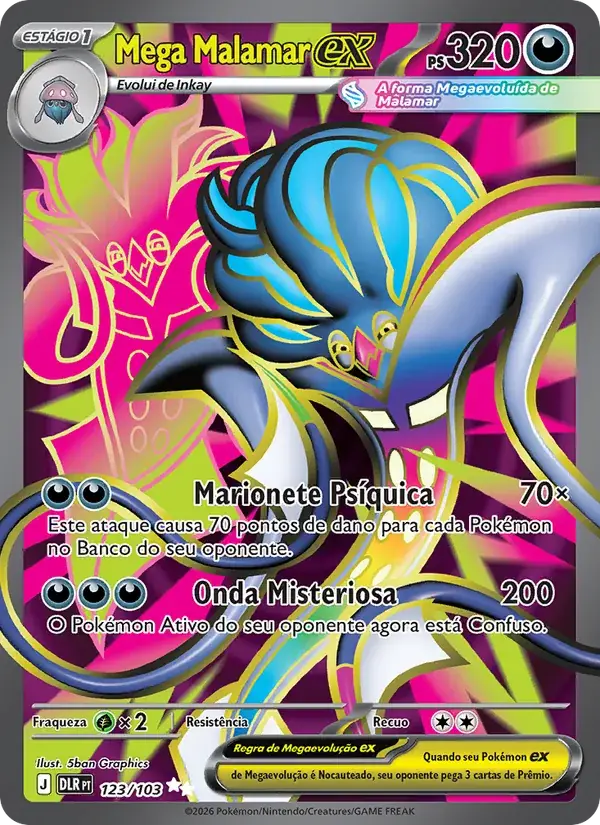 ESTÁGIO 1
Mega Malamar ex
PS 320
Evolui de Inkay
A forma Megaevoluída de
Malamar
Marionete Psíquica 70×
Este ataque causa 70 pontos de dano para cada Pokémon
no Banco do seu oponente.
Onda Misteriosa 200
O Pokémon Ativo do seu oponente agora está Confuso.
Fraqueza ×2 Resistência Recuo
Ilust. 5ban Graphics
Regra de Megaevolução ex
Quando seu Pokémon ex
de Megaevolução é Nocauteado, seu oponente pega 3 cartas de Prêmio.
J DLR PT 123/103
©2026 Pokémon/Nintendo/Creatures/GAME FREAK